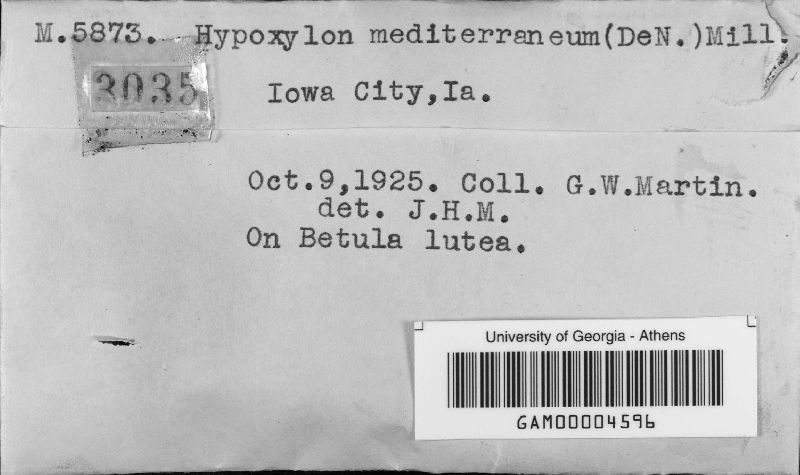 M.5873. Hypoxylon mediterraneum(DeN.)Mill.
3035
Iowa City,Ia.
Oct.9,1925. Coll. G.W.Martin.
det. J.H.M.
On Betula lutea.
University of Georgia - Athens
GAM00004596